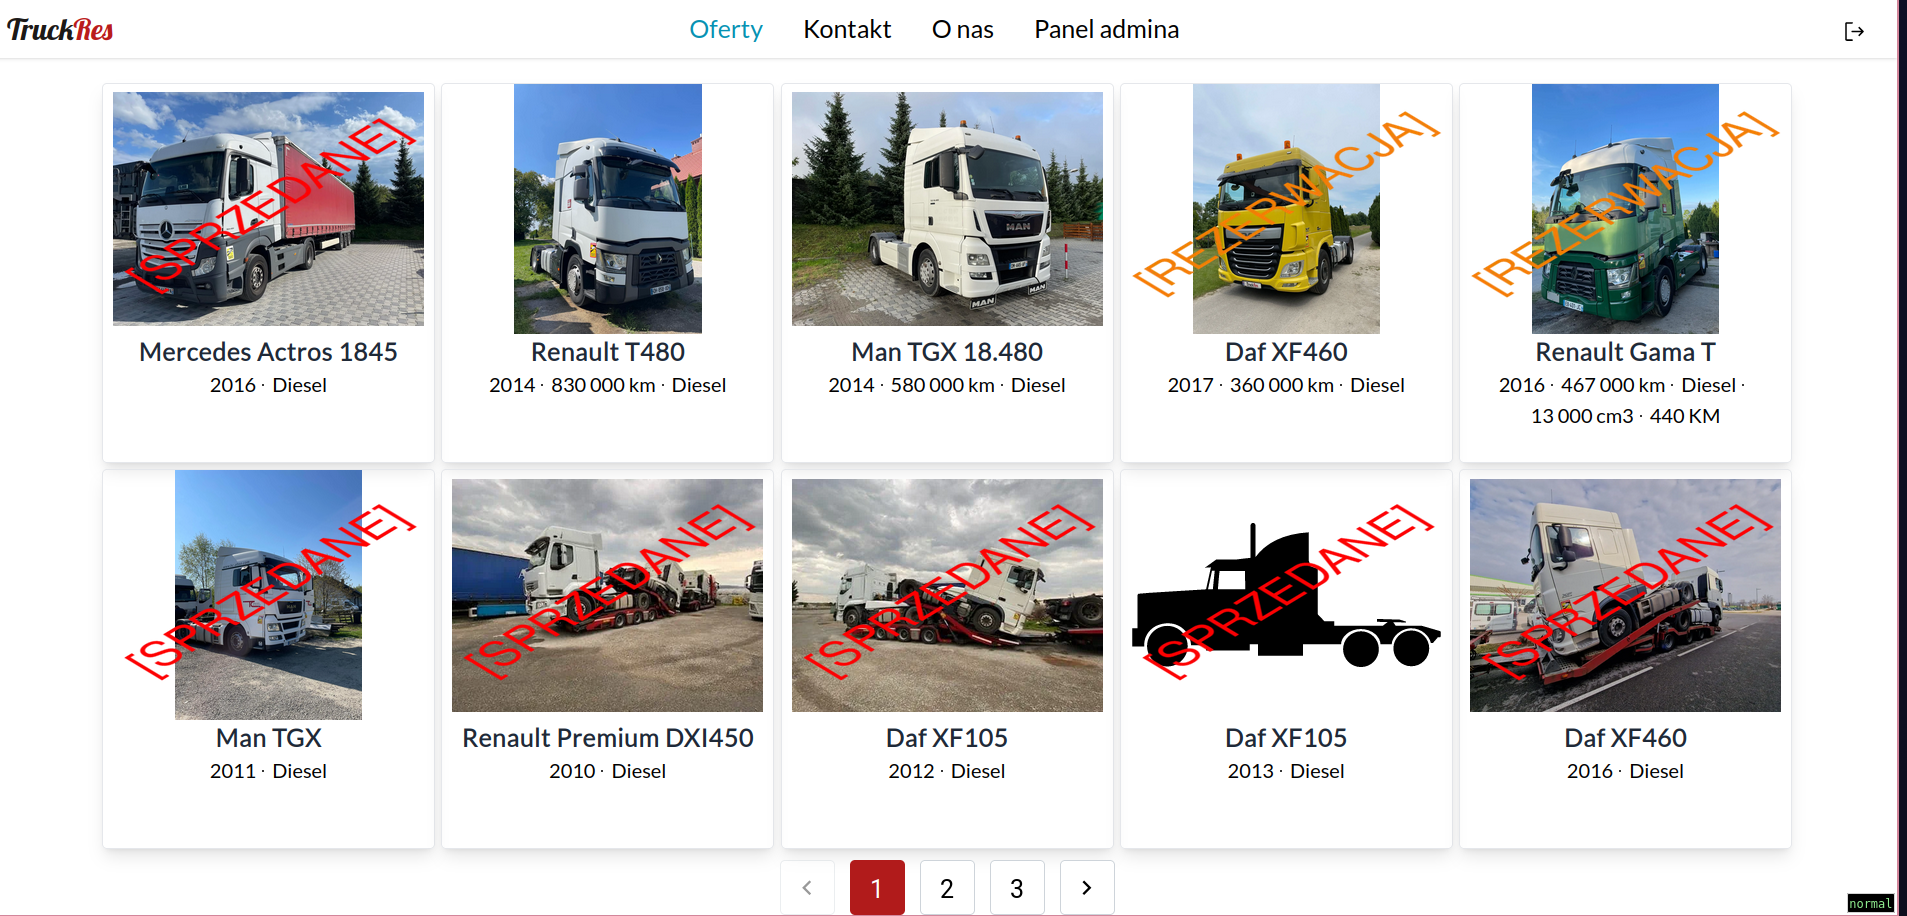 TruckRes
Oferty Kontakt O nas Panel admina
[SPRZEDANE]
Mercedes Actros 1845
2016 · Diesel
Renault T480
2014 · 830 000 km · Diesel
MAN
MAN
MAN
Man TGX 18.480
2014 · 580 000 km · Diesel
[REZERWACJA]
Daf XF460
2017 · 360 000 km · Diesel
[REZERWACJA]
Renault Gama T
2016 · 467 000 km · Diesel ·
13 000 cm3 · 440 KM
[SPRZEDANE]
MAN
Man TGX
2011 · Diesel
[SPRZEDANE]
Renault Premium DXI450
2010 · Diesel
[SPRZEDANE]
Daf XF105
2012 · Diesel
[SPRZEDANE]
Daf XF105
2013 · Diesel
[SPRZEDANE]
Daf XF460
2016 · Diesel
1 2 3
normal